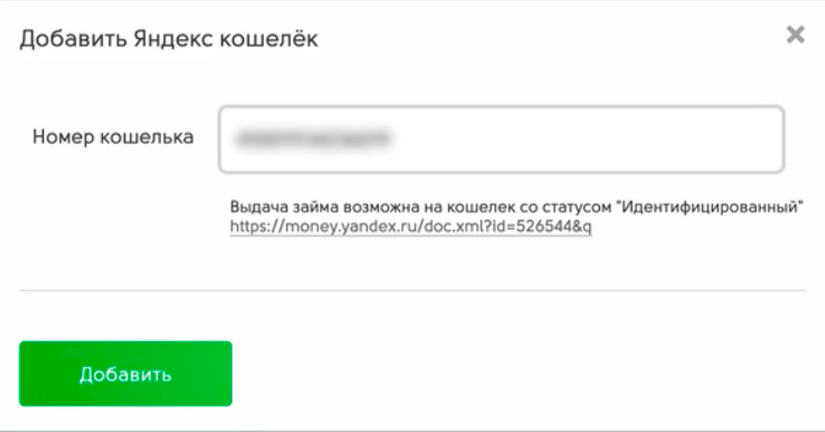 Добавить Яндекс кошелёк
Номер кошелька
Выдача займа возможна на кошелек со статусом "Идентифицированный"
https://money.yandex.ru/doc.xml?id=526544&q
Добавить